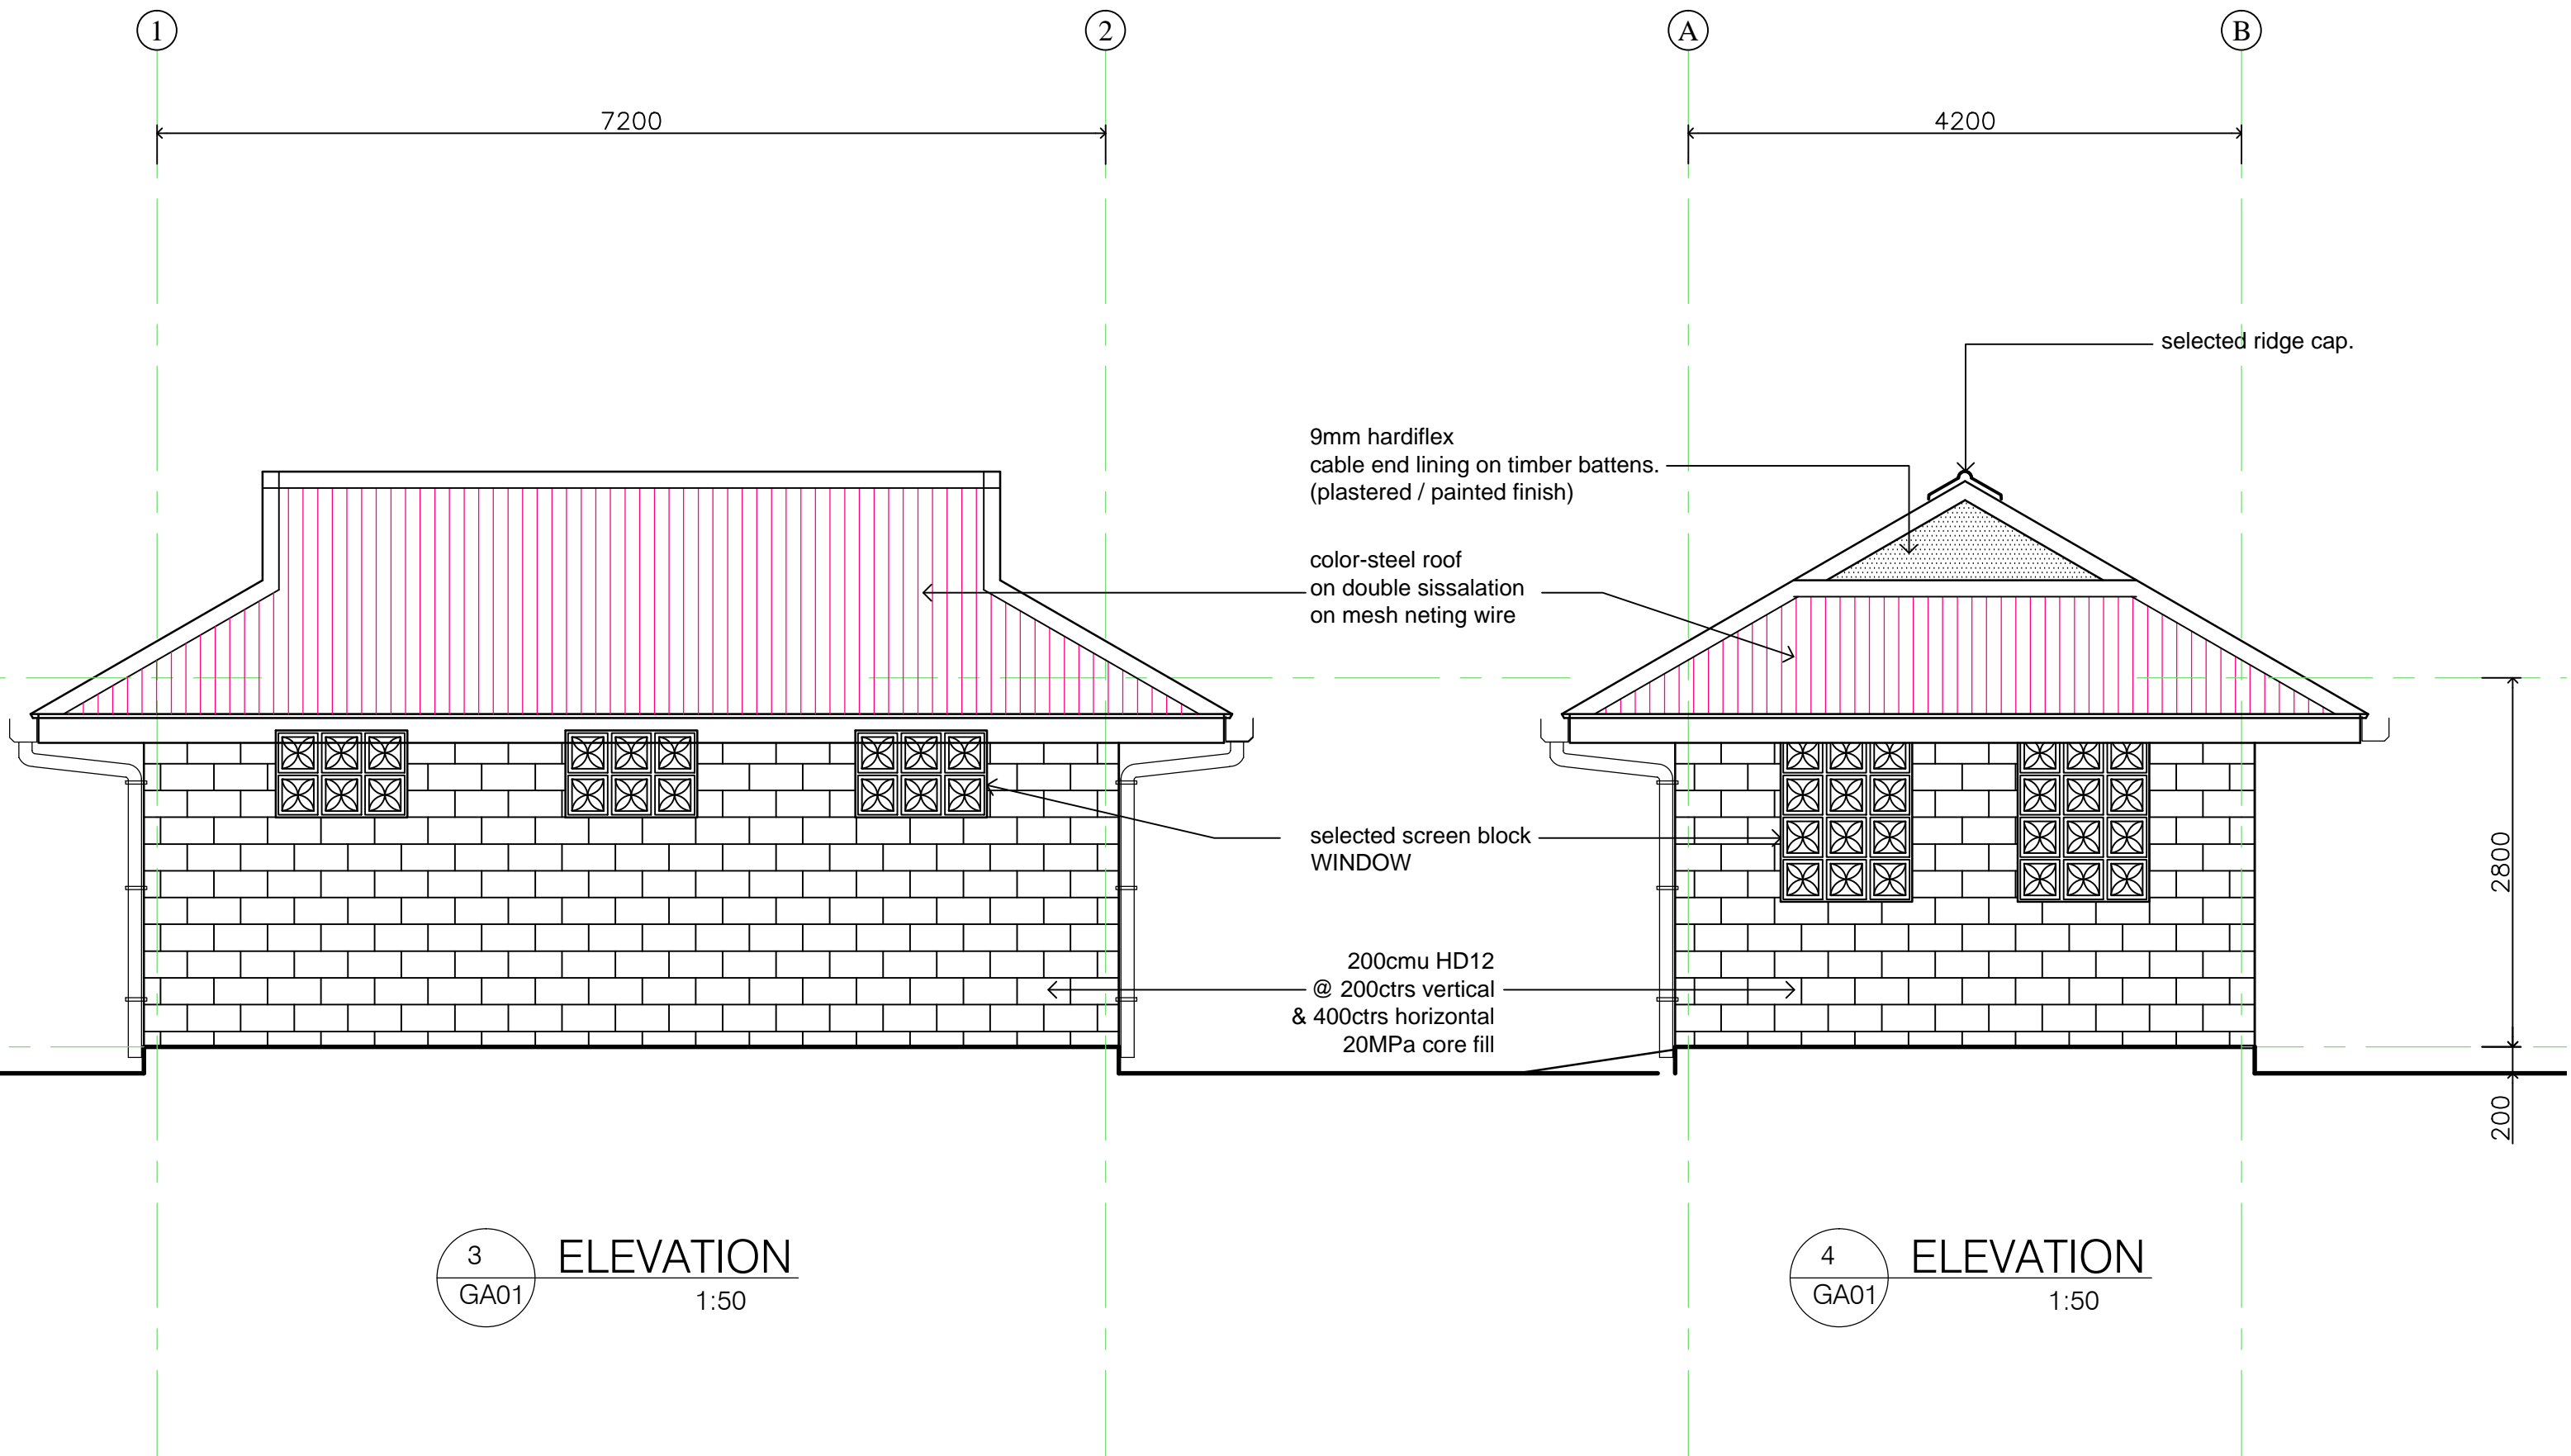 1
2
A
B
7200
4200
selected ridge cap.
9mm hardiflex
cable end lining on timber battens.
(plastered / painted finish)
color-steel roof
on double sissalation
on mesh neting wire
selected screen block
WINDOW
200cmu HD12
@ 200ctrs vertical
& 400ctrs horizontal
20MPa core fill
2800
200
3
GA01
ELEVATION
1:50
4
GA01
ELEVATION
1:50